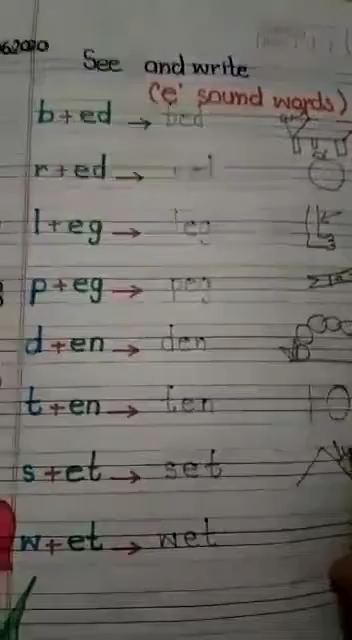 See and write
(e' sound words)
b+ed → bed
r+ed →
l+eg → leg
p+eg → peg
d+en → den
t+en → ten
10
s+et → set
w+et → wet